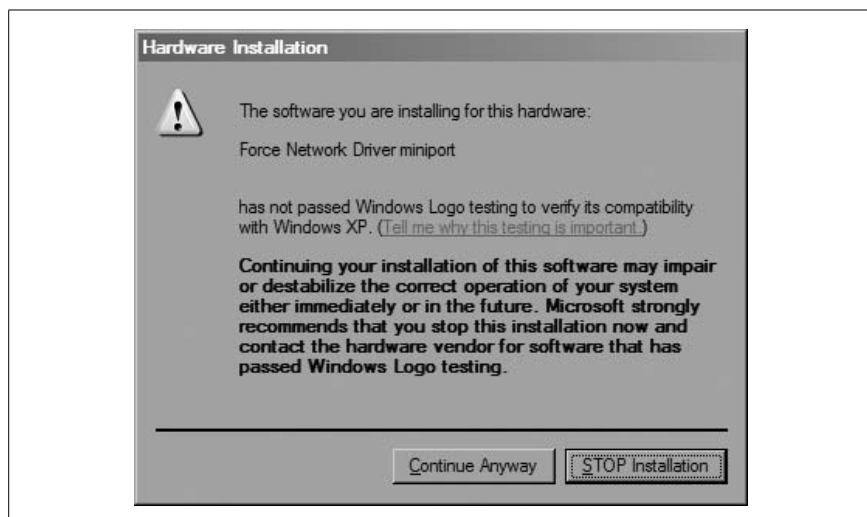 Hardware Installation
The software you are installing for this hardware:
Force Network Driver miniport
has not passed Windows Logo testing to verify its compatibility
with Windows XP. (Tell me why this testing is important.)
Continuing your installation of this software may impair
or destabilize the correct operation of your system
either immediately or in the future. Microsoft strongly
recommends that you stop this installation now and
contact the hardware vendor for software that has
passed Windows Logo testing.
Continue Anyway
STOP Installation